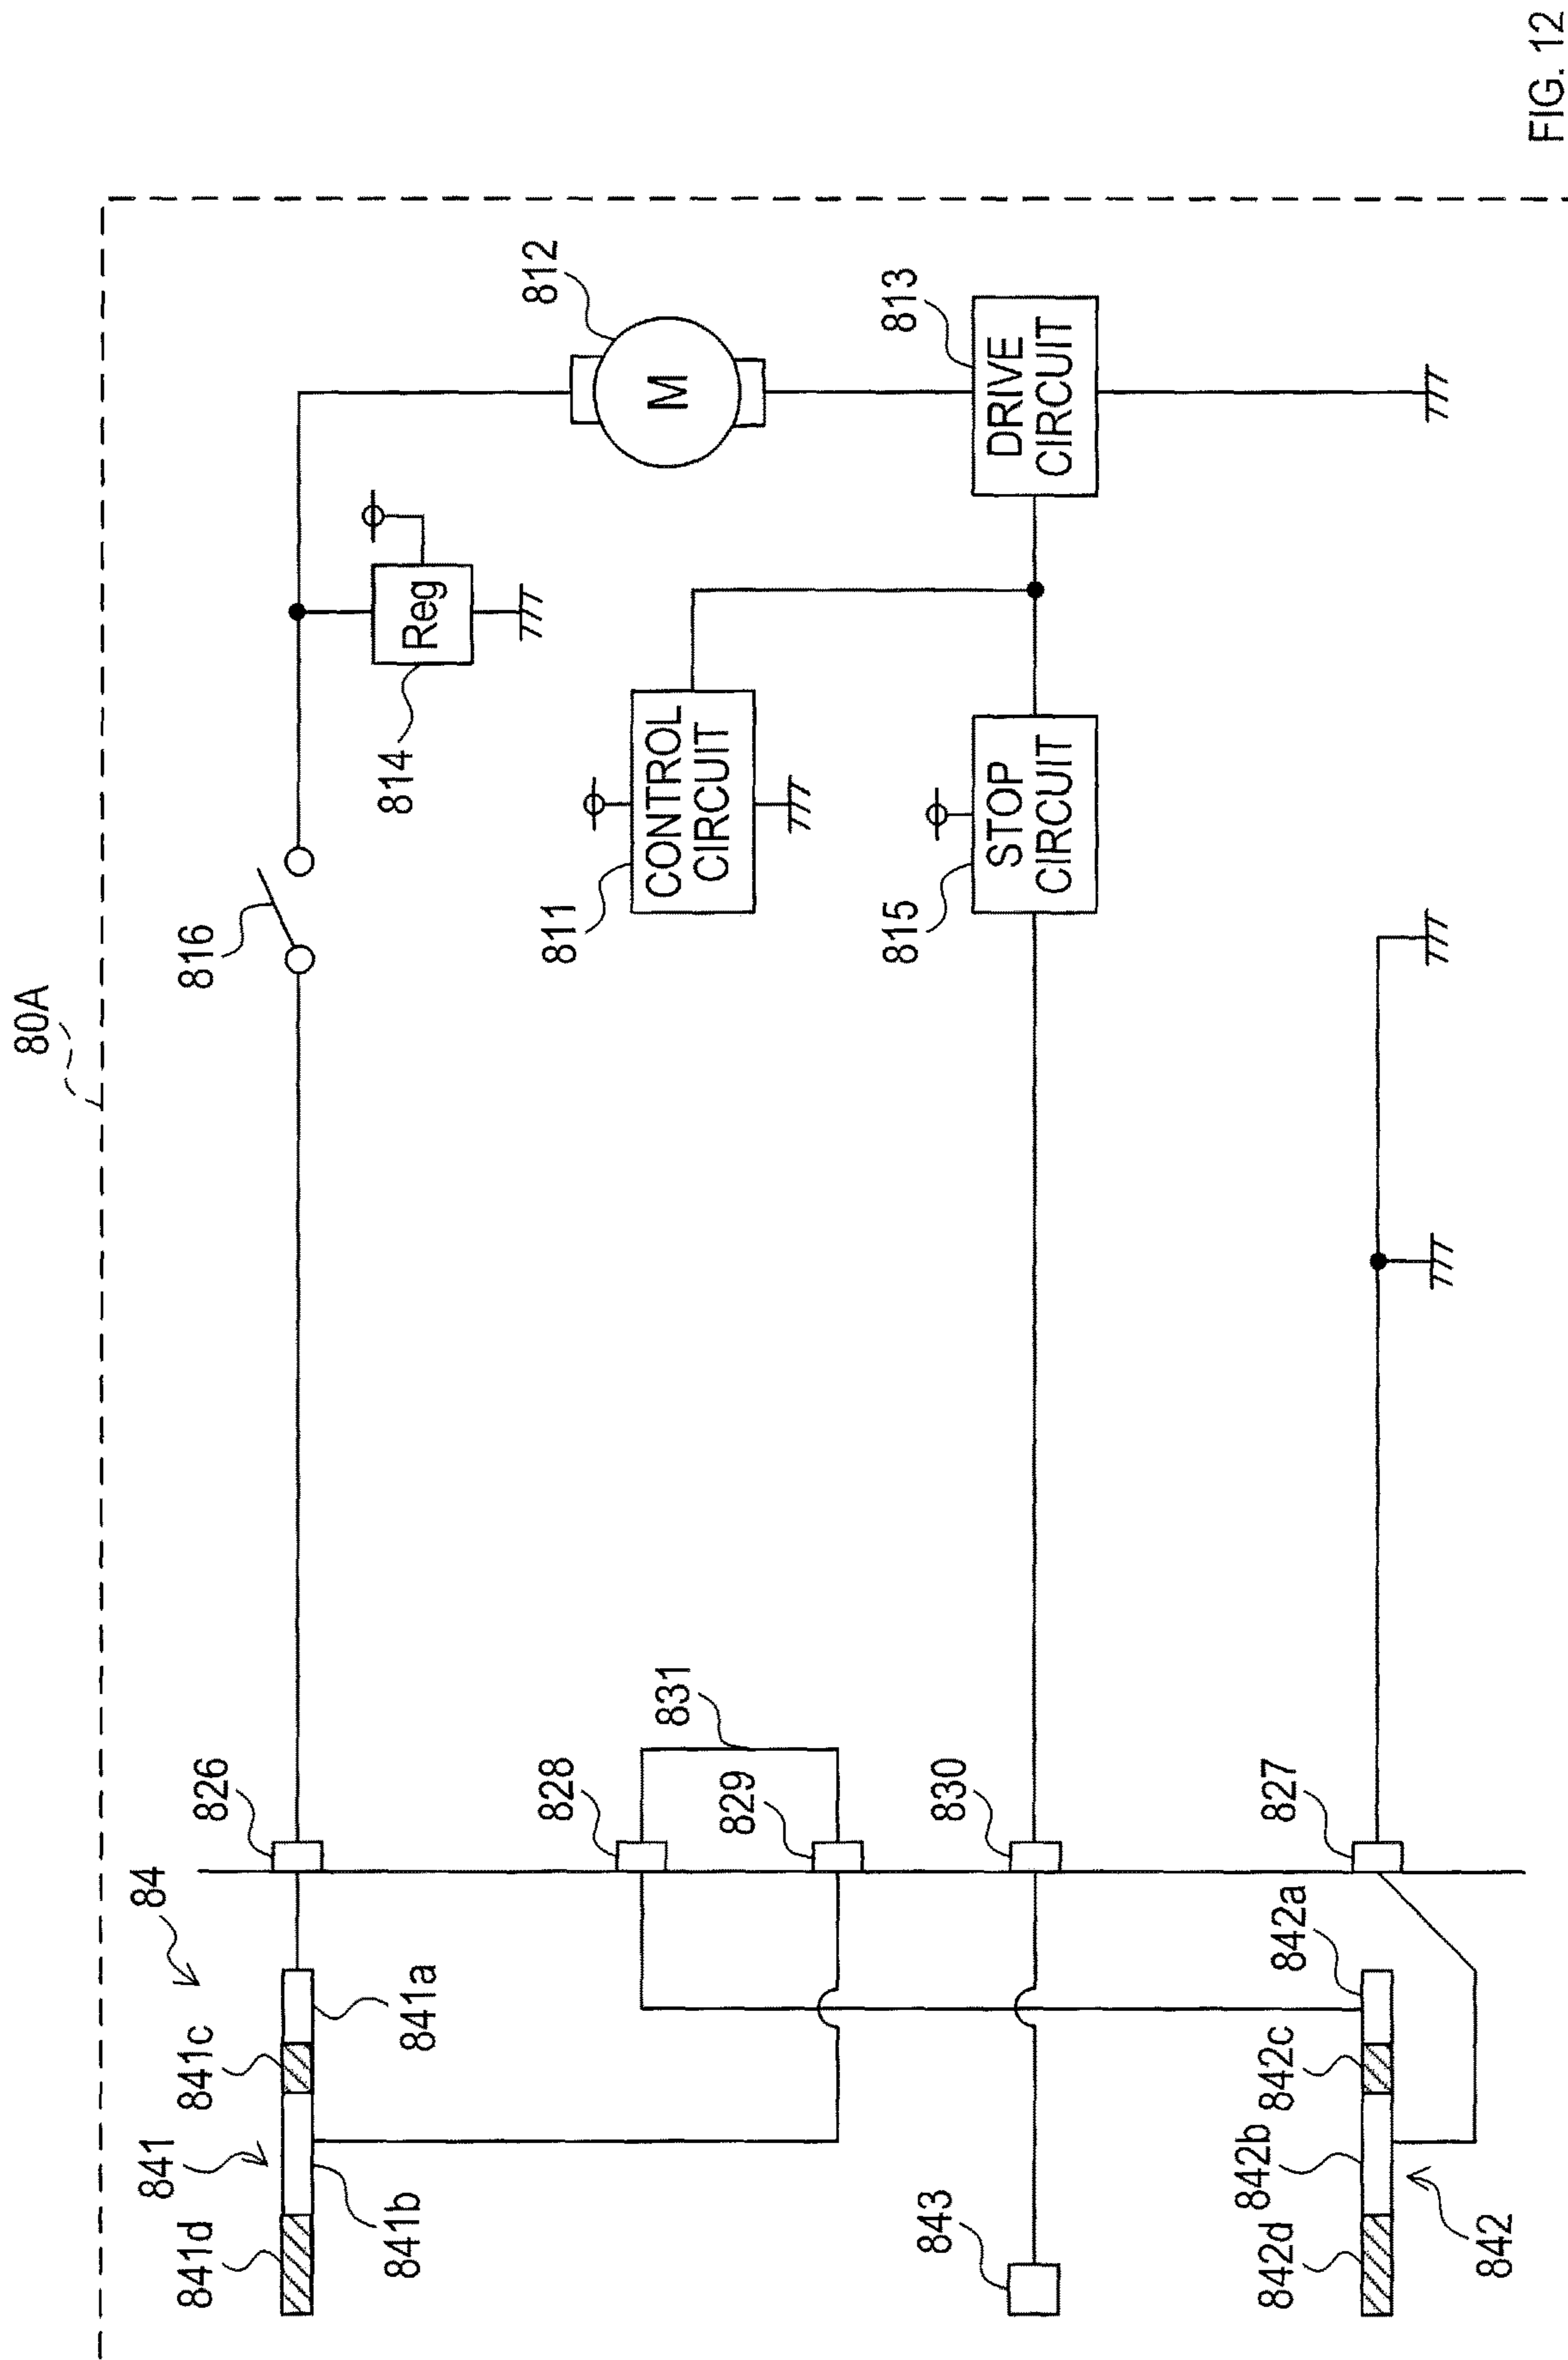 80A
816
814
Reg
812
M
811
CONTROL
CIRCUIT
815
STOP
CIRCUIT
813
DRIVE
CIRCUIT
84
841
841a
841b
841c
841d
826
828
829
831
830
827
843
842
842a
842b
842c
842d
FIG. 12